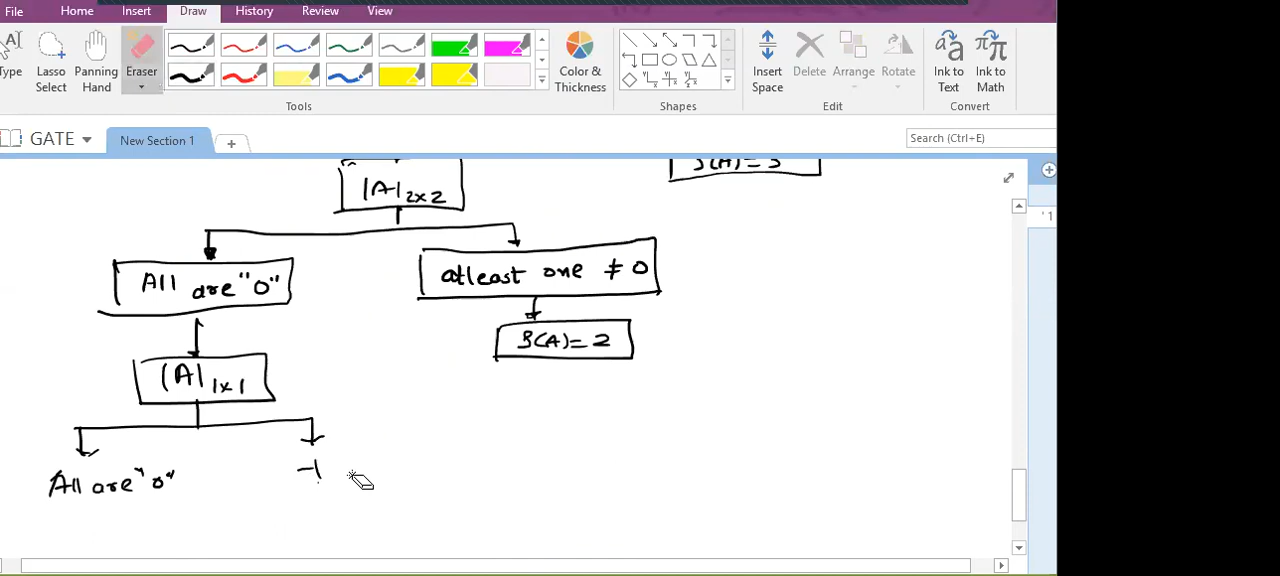 File Home Insert Draw History Review View
Type Lasso Select Panning Hand Eraser Color & Thickness Insert Space Delete Arrange Rotate Ink to Text Ink to Math
Tools Shapes Edit Convert
GATE New Section 1 + Search (Ctrl+E)
|A|2x2
All are "0"
atleast one ≠ 0
ρ(A) = 2
|A|1x1
All are "0"